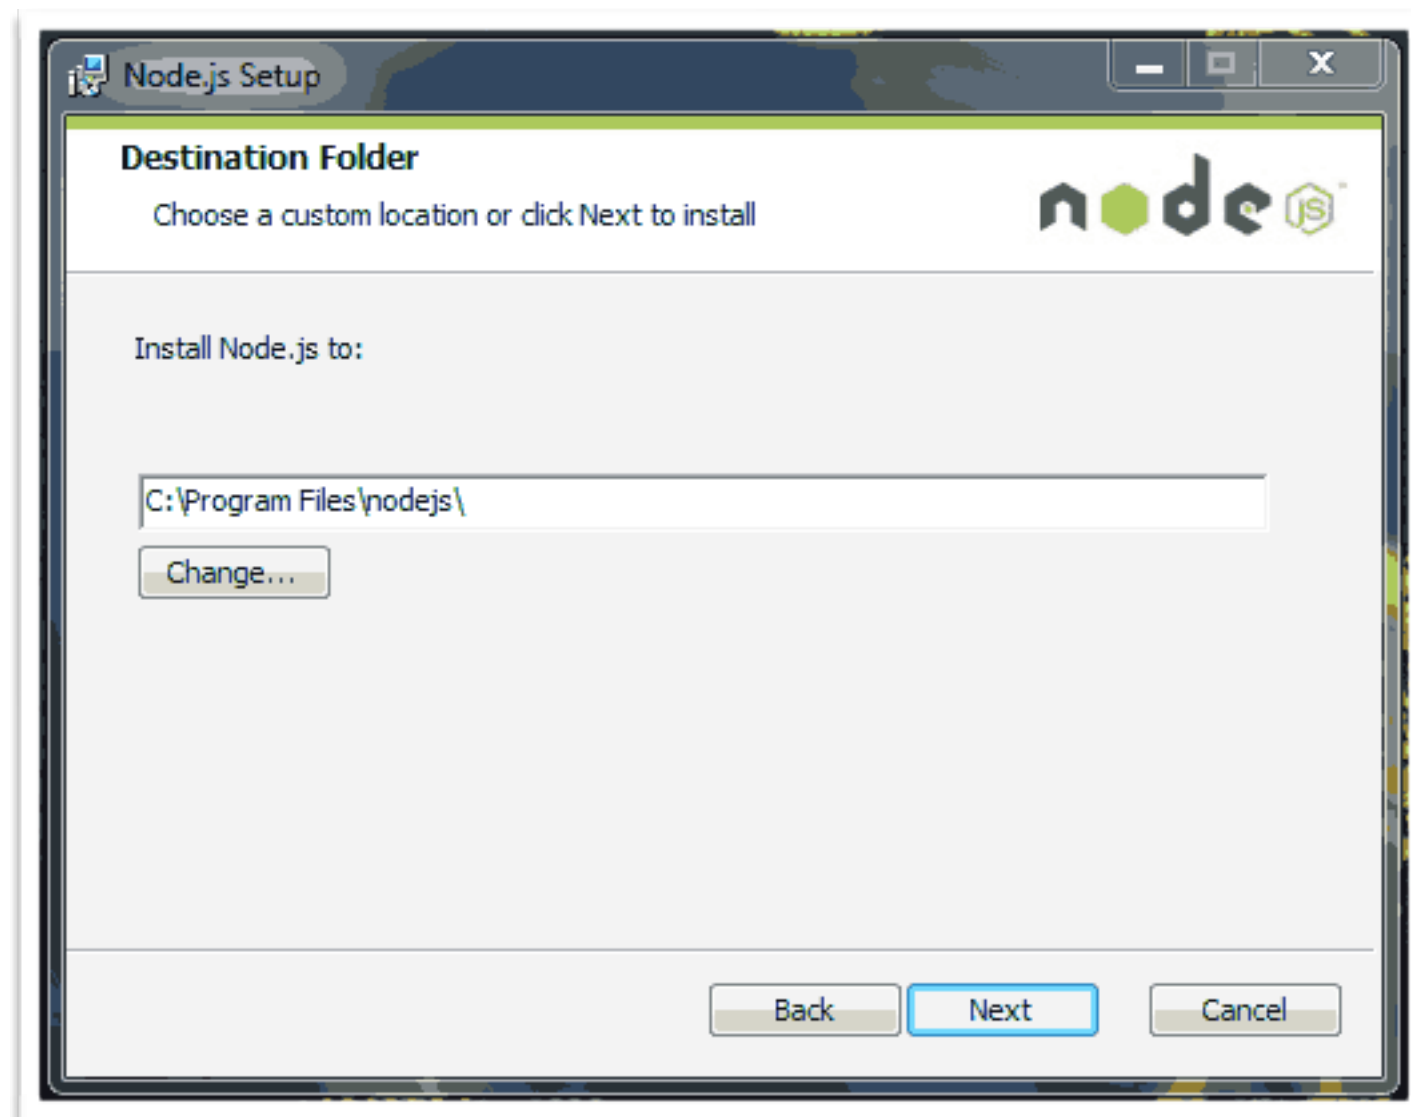 Node.js Setup
Destination Folder
Choose a custom location or click Next to install
node JS
Install Node.js to:
C:\Program Files\nodejs\
Change...
Back Next Cancel